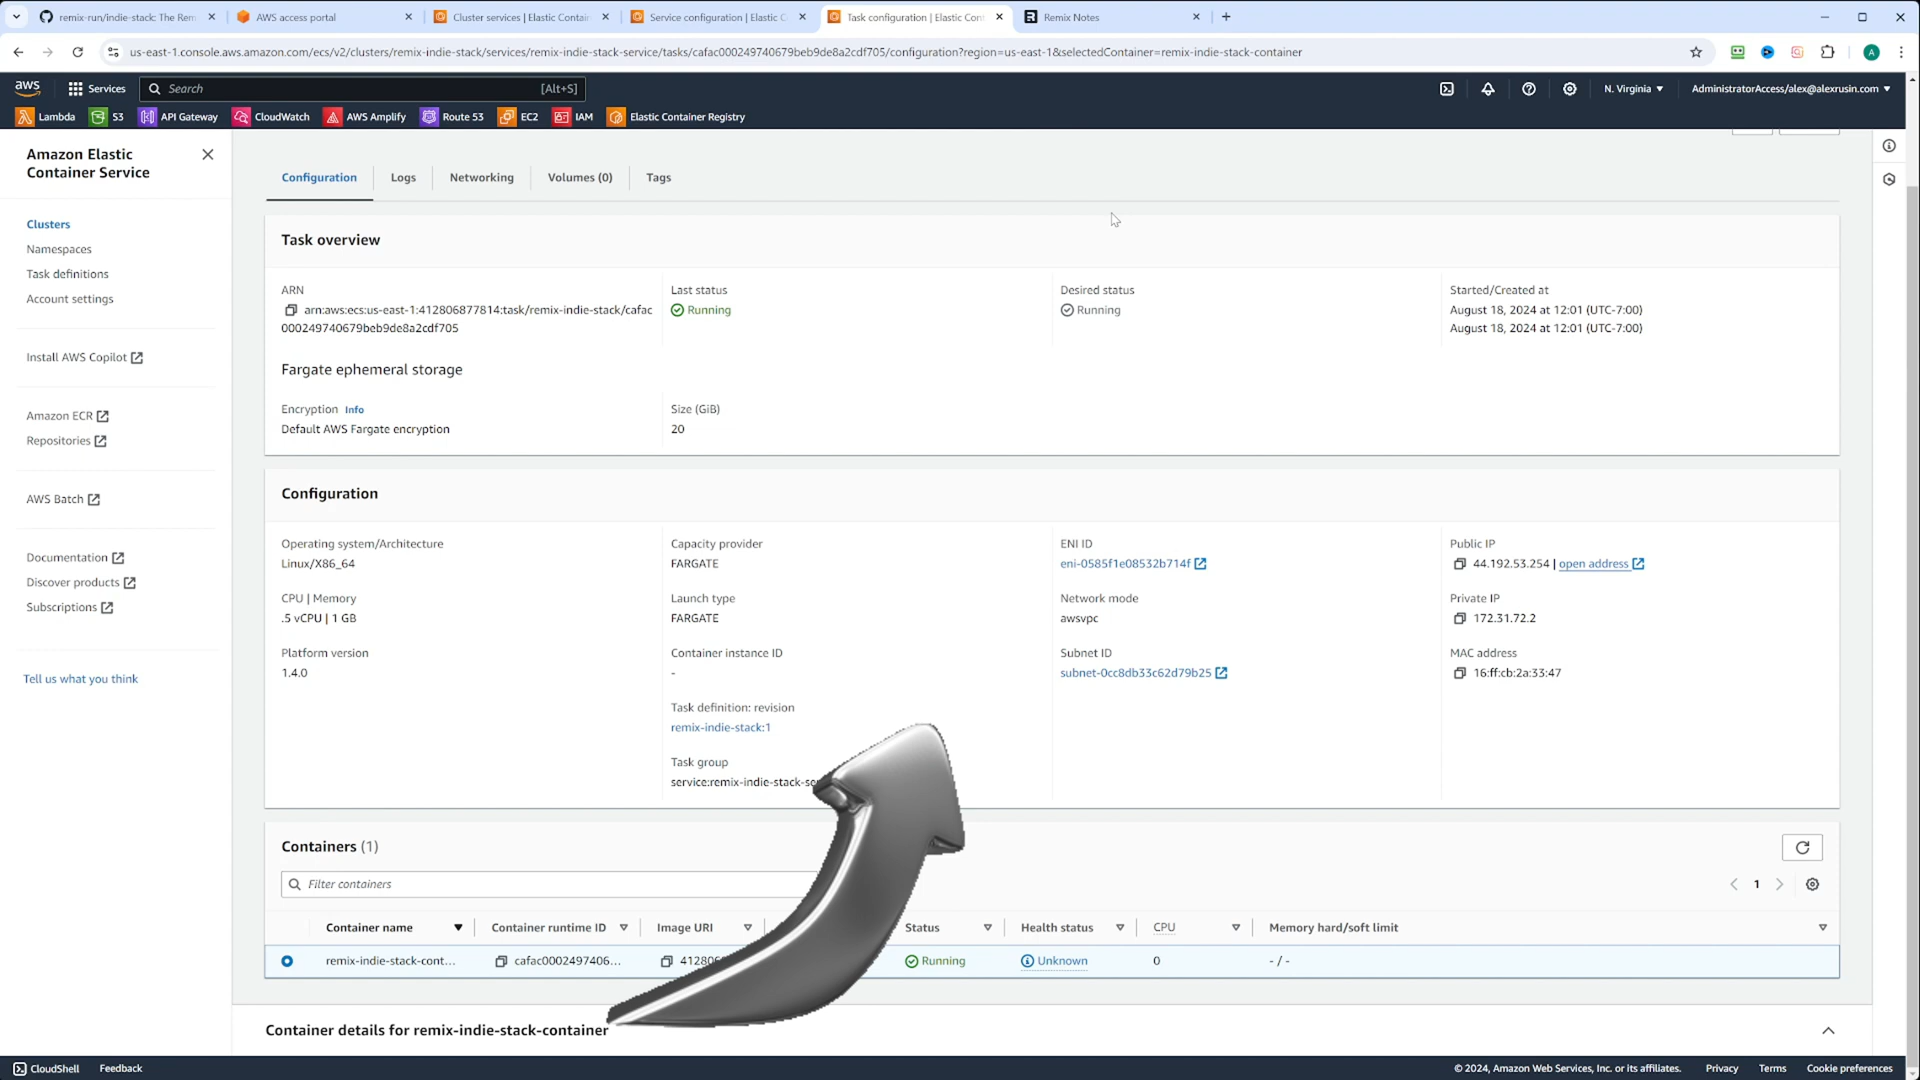 remix-run/indie-stack: The Rem
AWS access portal
Cluster services | Elastic Contain
Service configuration | Elastic C
Task configuration | Elastic Cont
Remix Notes
us-east-1.console.aws.amazon.com/ecs/v2/clusters/remix-indie-stack/services/remix-indie-stack-service/tasks/cafac000249740679beb9de8a2cdf705/configuration?region=us-east-1&selectedContainer=remix-indie-stack-container
A
aws
Services
Search
[Alt+S]
N. Virginia
AdministratorAccess/alex@alexrusin.com
Lambda
S3
API Gateway
CloudWatch
AWS Amplify
Route 53
EC2
IAM
Elastic Container Registry
Amazon Elastic
Container Service
Clusters
Namespaces
Task definitions
Account settings
Install AWS Copilot
Amazon ECR
Repositories
AWS Batch
Documentation
Discover products
Subscriptions
Tell us what you think
Configuration
Logs
Networking
Volumes (0)
Tags
Task overview
ARN
arn:aws:ecs:us-east-1:412806877814:task/remix-indie-stack/cafac
000249740679beb9de8a2cdf705
Last status
Running
Desired status
Running
Started/Created at
August 18, 2024 at 12:01 (UTC-7:00)
August 18, 2024 at 12:01 (UTC-7:00)
Fargate ephemeral storage
Encryption Info
Default AWS Fargate encryption
Size (GiB)
20
Configuration
Operating system/Architecture
Linux/X86_64
CPU | Memory
.5 vCPU | 1 GB
Platform version
1.4.0
Capacity provider
FARGATE
Launch type
FARGATE
Container instance ID
-
Task definition: revision
remix-indie-stack:1
Task group
service:remix-indie-stack-se
ENI ID
eni-0585f1e08532b714f
Network mode
awsvpc
Subnet ID
subnet-0cc8db33c62d79b25
Public IP
44.192.53.254 | open address
Private IP
172.31.72.2
MAC address
16:ff:cb:2a:33:47
Containers (1)
Filter containers
1
Container name
Container runtime ID
Image URI
Status
Health status
CPU
Memory hard/soft limit
remix-indie-stack-cont...
cafac0002497406...
412806
Running
Unknown
0
- / -
Container details for remix-indie-stack-container
CloudShell
Feedback
© 2024, Amazon Web Services, Inc. or its affiliates.
Privacy
Terms
Cookie preferences